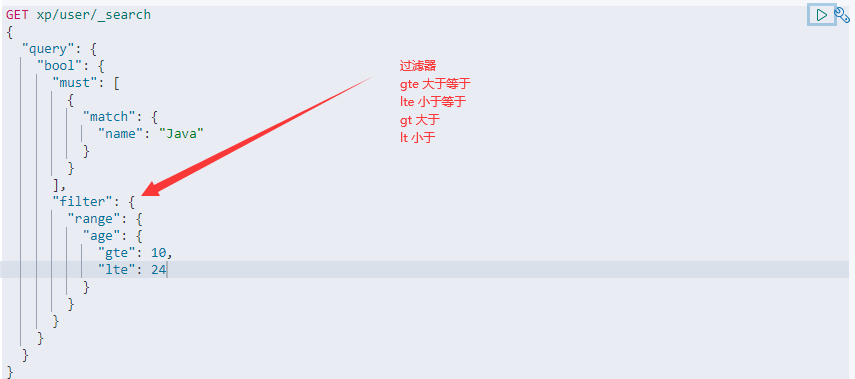 GET xp/user/_search
{
  "query": {
    "bool": {
      "must": [
        {
          "match": {
            "name": "Java"
          }
        }
      ],
      "filter": {
        "range": {
          "age": {
            "gte": 10,
            "lte": 24
          }
        }
      }
    }
  }
}
过滤器
gte 大于等于
lte 小于等于
gt 大于
lt 小于